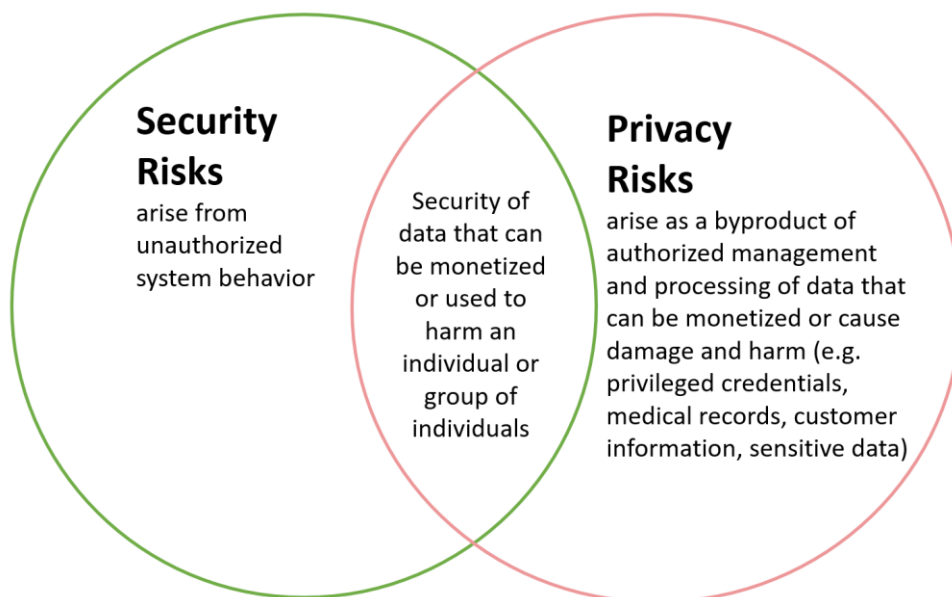 Security
Risks
arise from
unauthorized
system behavior
Security of
data that can
be monetized
or used to
harm an
individual or
group of
individuals
Privacy
Risks
arise as a byproduct of
authorized management
and processing of data that
can be monetized or cause
damage and harm (e.g.
privileged credentials,
medical records, customer
information, sensitive data)